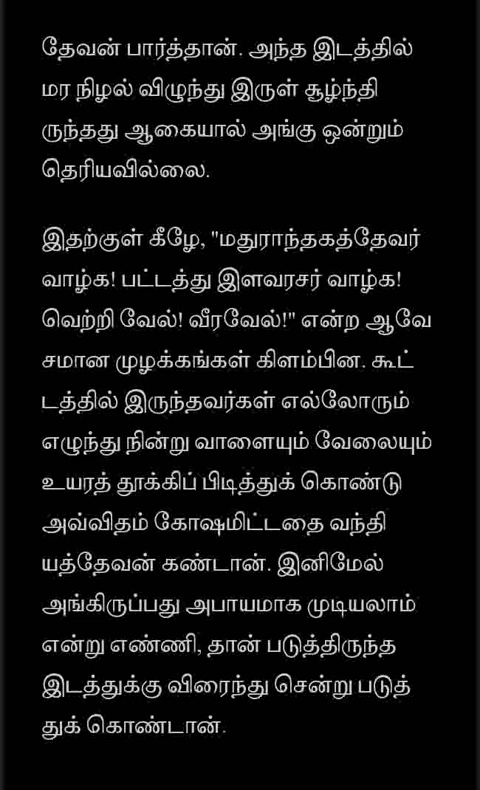 தேவன் பார்த்தான். அந்த இடத்தில்
மர நிழல் விழுந்து இருள் சூழ்ந்தி
ருந்தது ஆகையால் அங்கு ஒன்றும்
தெரியவில்லை.
இதற்குள் கீழே, "மதுராந்தகத்தேவர்
வாழ்க! பட்டத்து இளவரசர் வாழ்க!
வெற்றி வேல்! வீரவேல்!" என்ற ஆவே
சமான முழக்கங்கள் கிளம்பின. கூட்
டத்தில் இருந்தவர்கள் எல்லோரும்
எழுந்து நின்று வாளையும் வேலையும்
உயரத் தூக்கிப் பிடித்துக் கொண்டு
அவ்விதம் கோஷமிட்டதை வந்தி
யத்தேவன் கண்டான். இனிமேல்
அங்கிருப்பது அபாயமாக முடியலாம்
என்று எண்ணி, தான் படுத்திருந்த
இடத்துக்கு விரைந்து சென்று படுத்
துக் கொண்டான்.